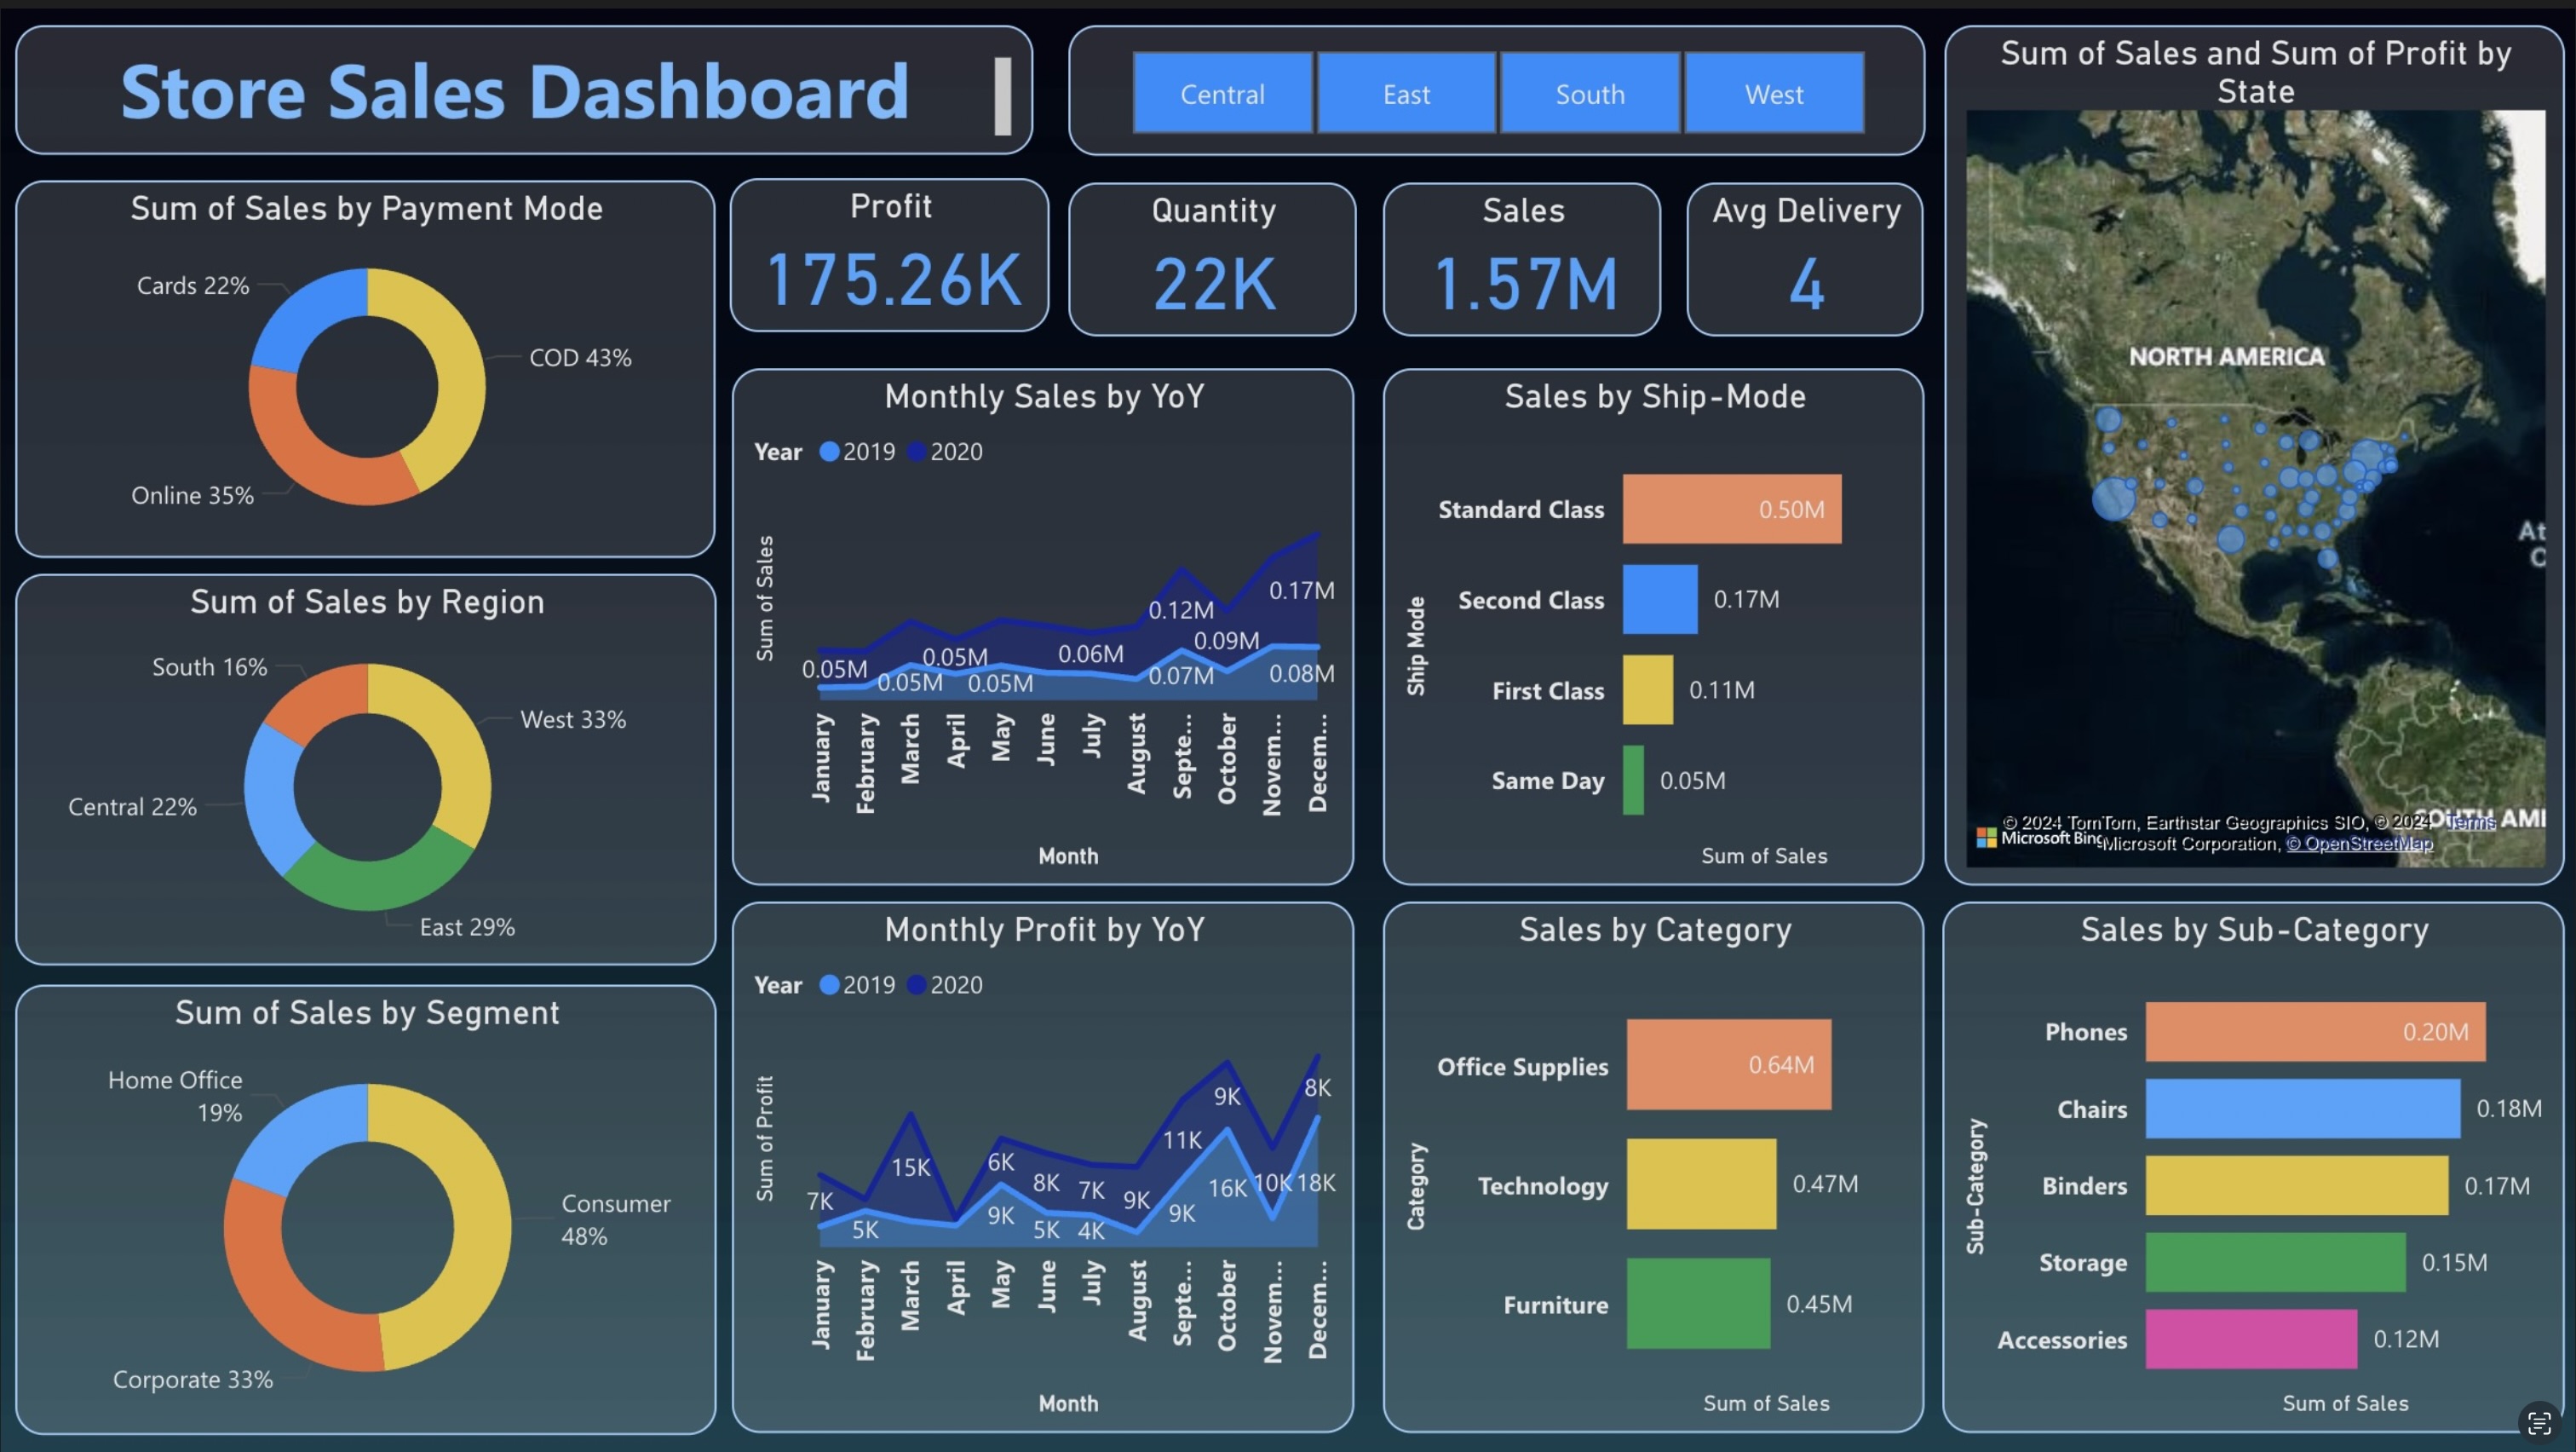 Store Sales Dashboard
Central
East
South
West
Sum of Sales and Sum of Profit by
State
NORTH AMERICA
At
O
SOUTH AM
© 2024 TomTom, Earthstar Geographics SIO, © 2024
Terms
Microsoft Bing
Microsoft Corporation, © OpenStreetMap
Sum of Sales by Payment Mode
Cards 22%
COD 43%
Online 35%
Profit
175.26K
Quantity
22K
Sales
1.57M
Avg Delivery
4
Sum of Sales by Region
South 16%
West 33%
Central 22%
East 29%
Monthly Sales by YoY
Year 2019 2020
Sum of Sales
0.17M
0.12M
0.09M
0.05M
0.06M
0.05M
0.07M
0.08M
0.05M
0.05M
January
February
March
April
May
June
July
August
Septe...
October
Novem...
Decem...
Month
Sales by Ship-Mode
Ship Mode
Standard Class
0.50M
Second Class
0.17M
First Class
0.11M
Same Day
0.05M
Sum of Sales
Sum of Sales by Segment
Home Office
19%
Consumer
48%
Corporate 33%
Monthly Profit by YoY
Year 2019 2020
Sum of Profit
8K
9K
11K
6K
15K
8K
7K
10K
18K
16K
7K
9K
9K
9K
5K
5K
4K
January
February
March
April
May
June
July
August
Septe...
October
Novem...
Decem...
Month
Sales by Category
Category
Office Supplies
0.64M
Technology
0.47M
Furniture
0.45M
Sum of Sales
Sales by Sub-Category
Sub-Category
Phones
0.20M
Chairs
0.18M
Binders
0.17M
Storage
0.15M
Accessories
0.12M
Sum of Sales